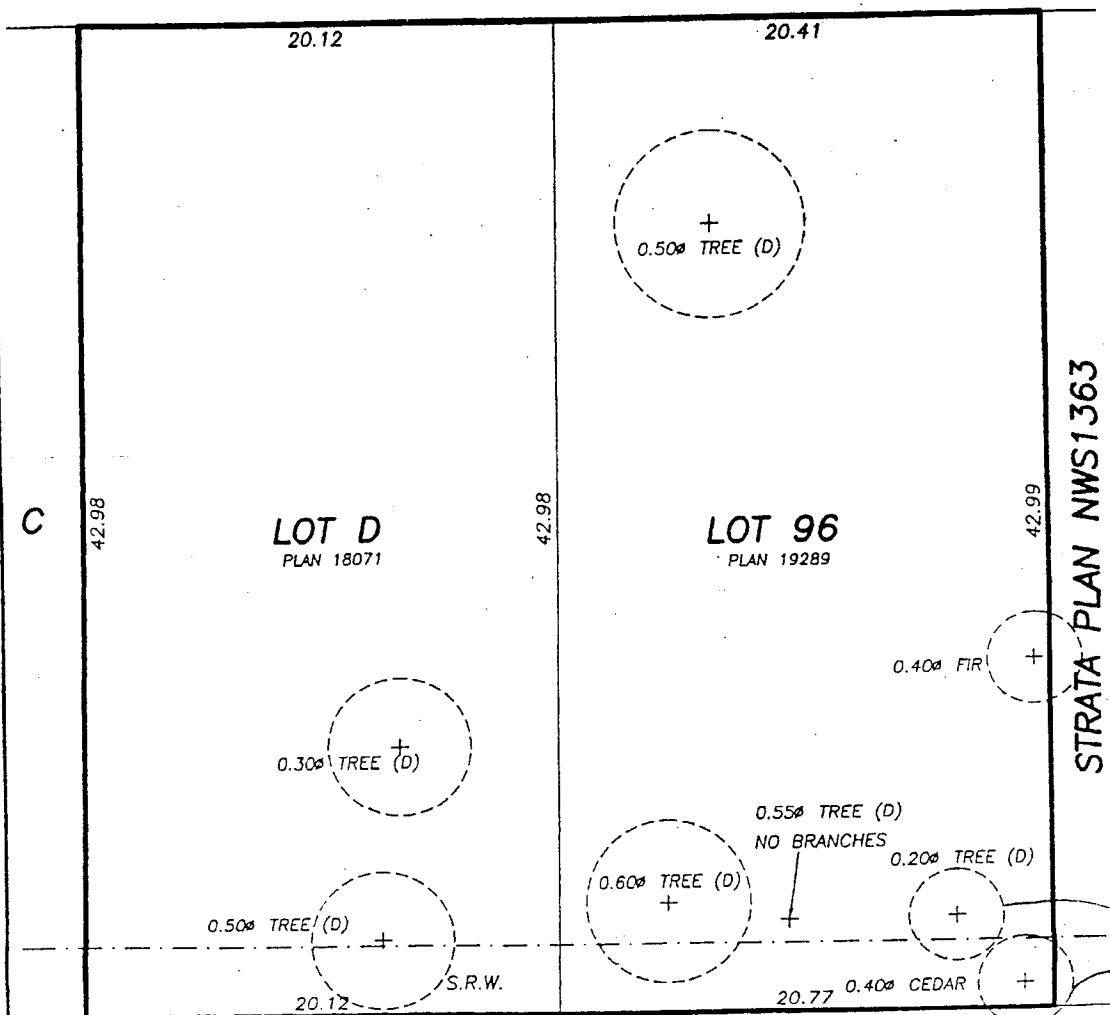 20.12
20.41
0.50ø TREE (D)
C
42.98
LOT D
PLAN 18071
42.98
LOT 96
PLAN 19289
42.99
STRATA PLAN NWS1363
0.40ø FIR
0.30ø TREE (D)
0.55ø TREE (D)
NO BRANCHES
0.20ø TREE (D)
0.60ø TREE (D)
0.50ø TREE (D)
S.R.W.
0.40ø CEDAR
20.12
20.77